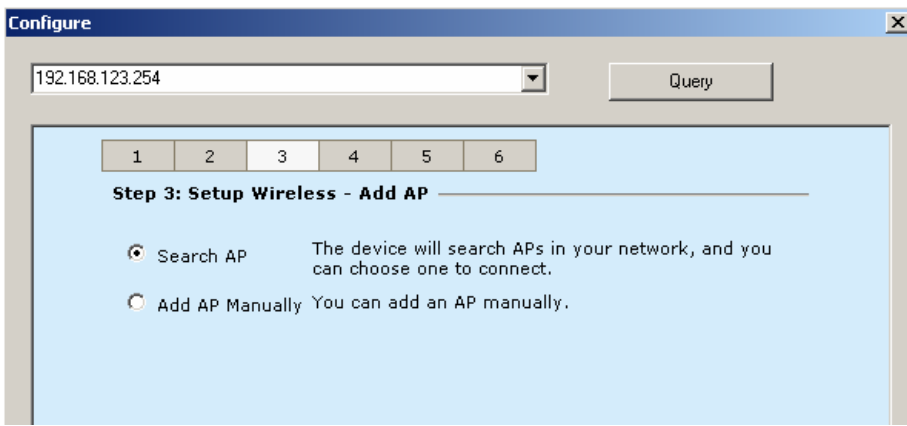 Configure
192.168.123.254
Query
1 2 3 4 5 6
Step 3: Setup Wireless - Add AP
Search AP
The device will search APs in your network, and you
can choose one to connect.
Add AP Manually
You can add an AP manually.